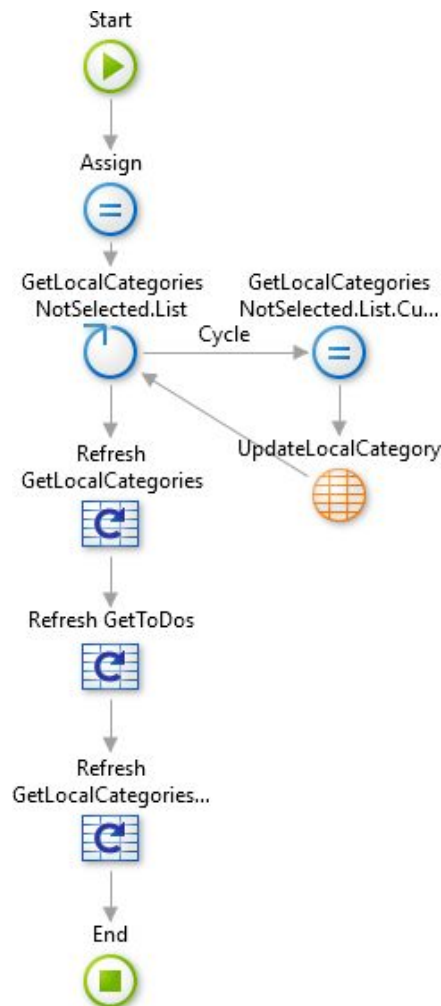 Start
Assign
GetLocalCategories
NotSelected.List
Cycle
GetLocalCategories
NotSelected.List.Cu...
UpdateLocalCategory
Refresh
GetLocalCategories
Refresh GetToDos
Refresh
GetLocalCategories...
End